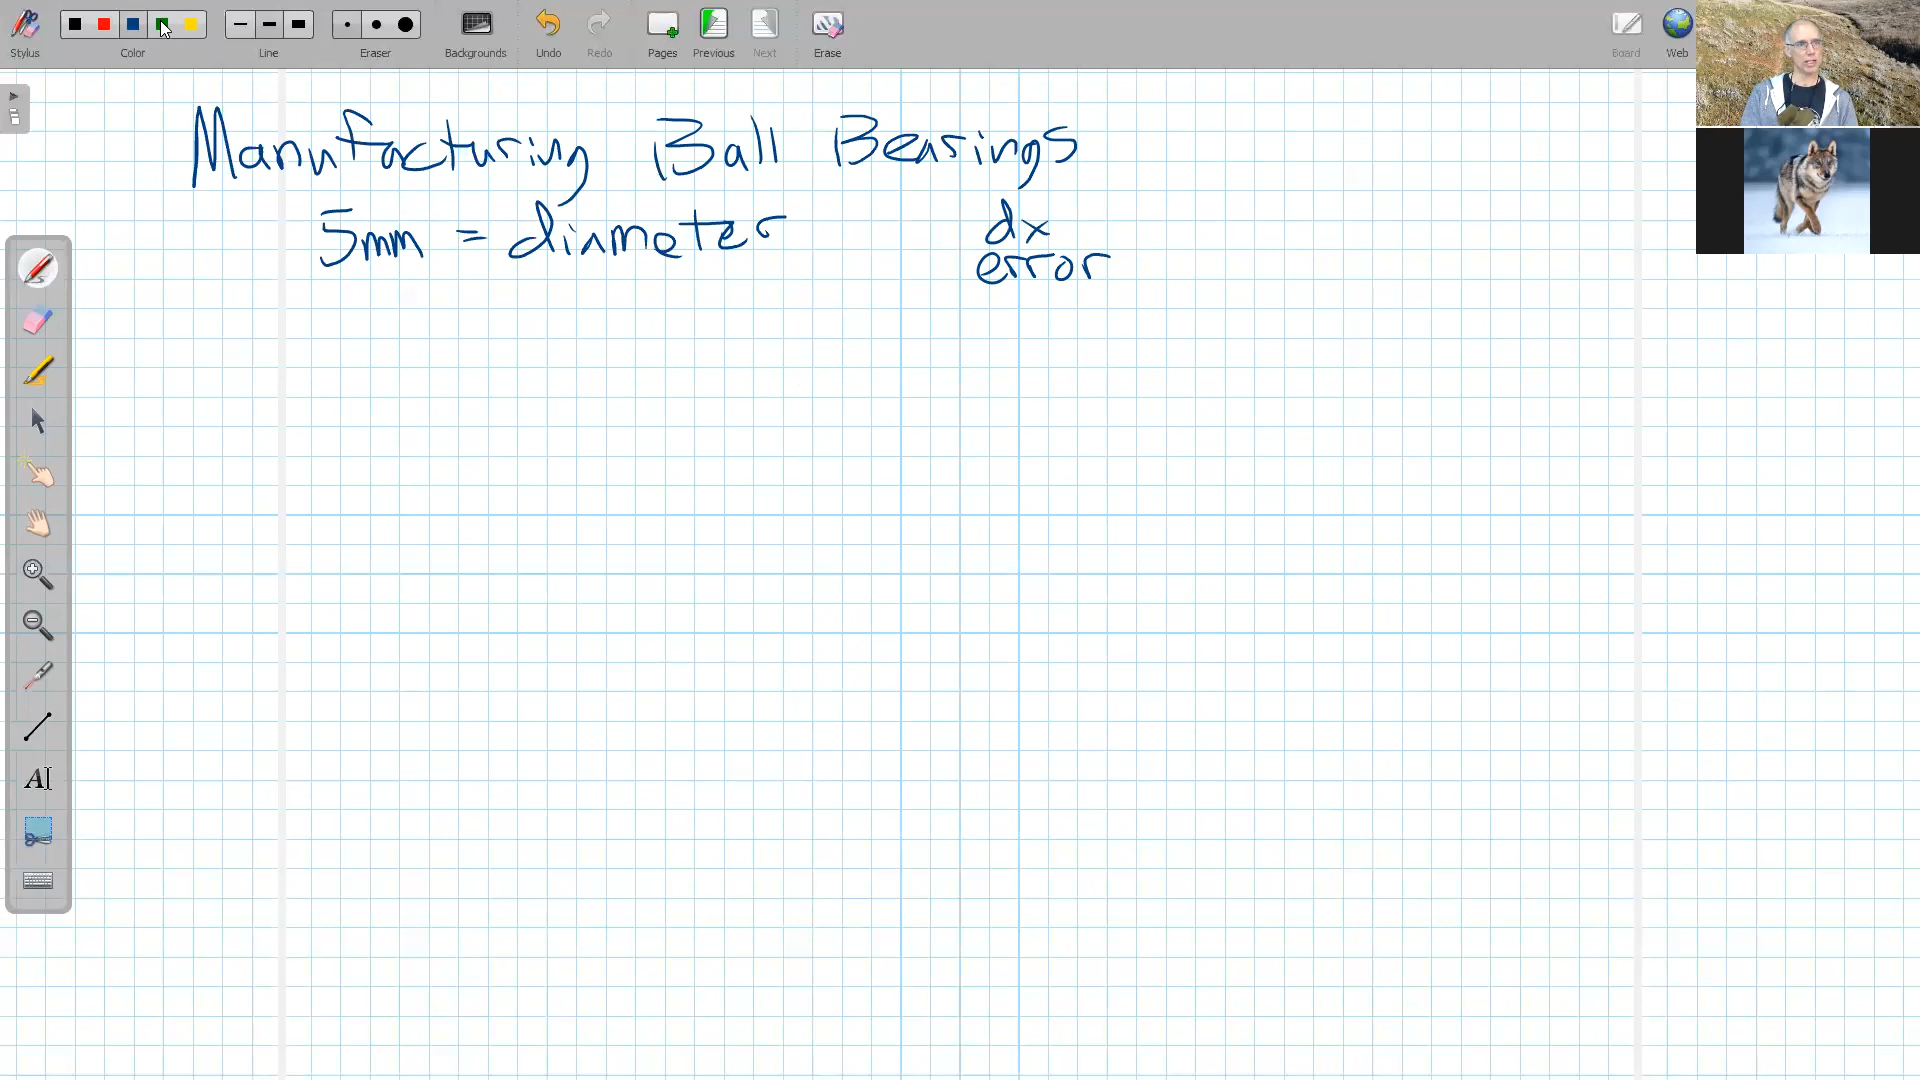 Stylus
Color
Line
Eraser
Backgrounds
Undo
Redo
Pages
Previous
Next
Erase
Board
Web
Manufacturing Ball Bearings
5mm = diameter
dx
error
A